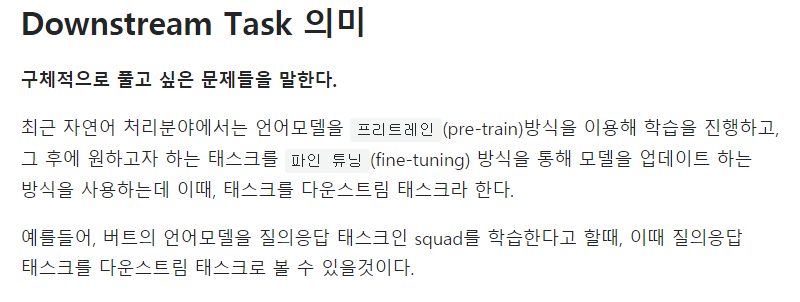 Downstream Task 의미
구체적으로 풀고 싶은 문제들을 말한다.
최근 자연어 처리분야에서는 언어모델을 프리트레인(pre-train)방식을 이용해 학습을 진행하고,
그 후에 원하고자 하는 태스크를 파인 튜닝(fine-tuning) 방식을 통해 모델을 업데이트 하는
방식을 사용하는데 이때, 태스크를 다운스트림 태스크라 한다.
예를들어, 버트의 언어모델을 질의응답 태스크인 squad를 학습한다고 할때, 이때 질의응답
태스크를 다운스트림 태스크로 볼 수 있을것이다.